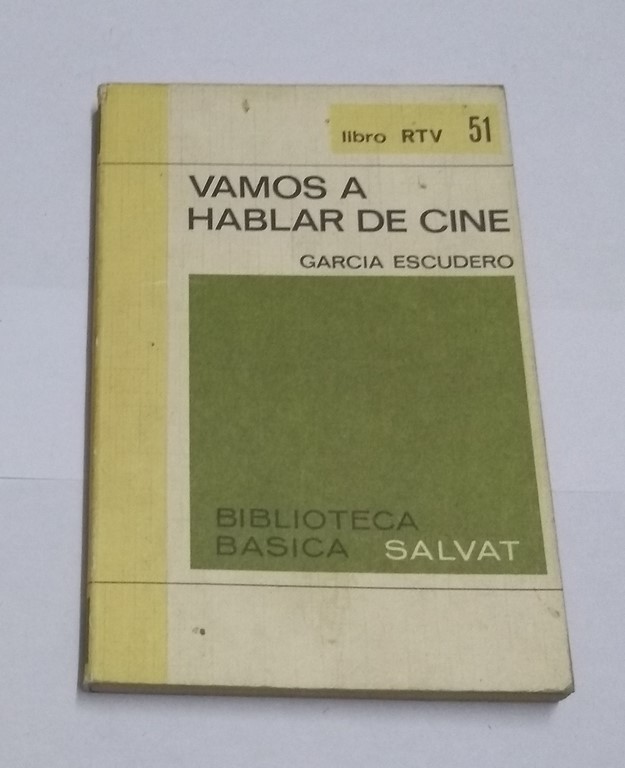 libro RTV 51
VAMOS A
HABLAR DE CINE
GARCIA ESCUDERO
BIBLIOTECA
BASICA SALVAT